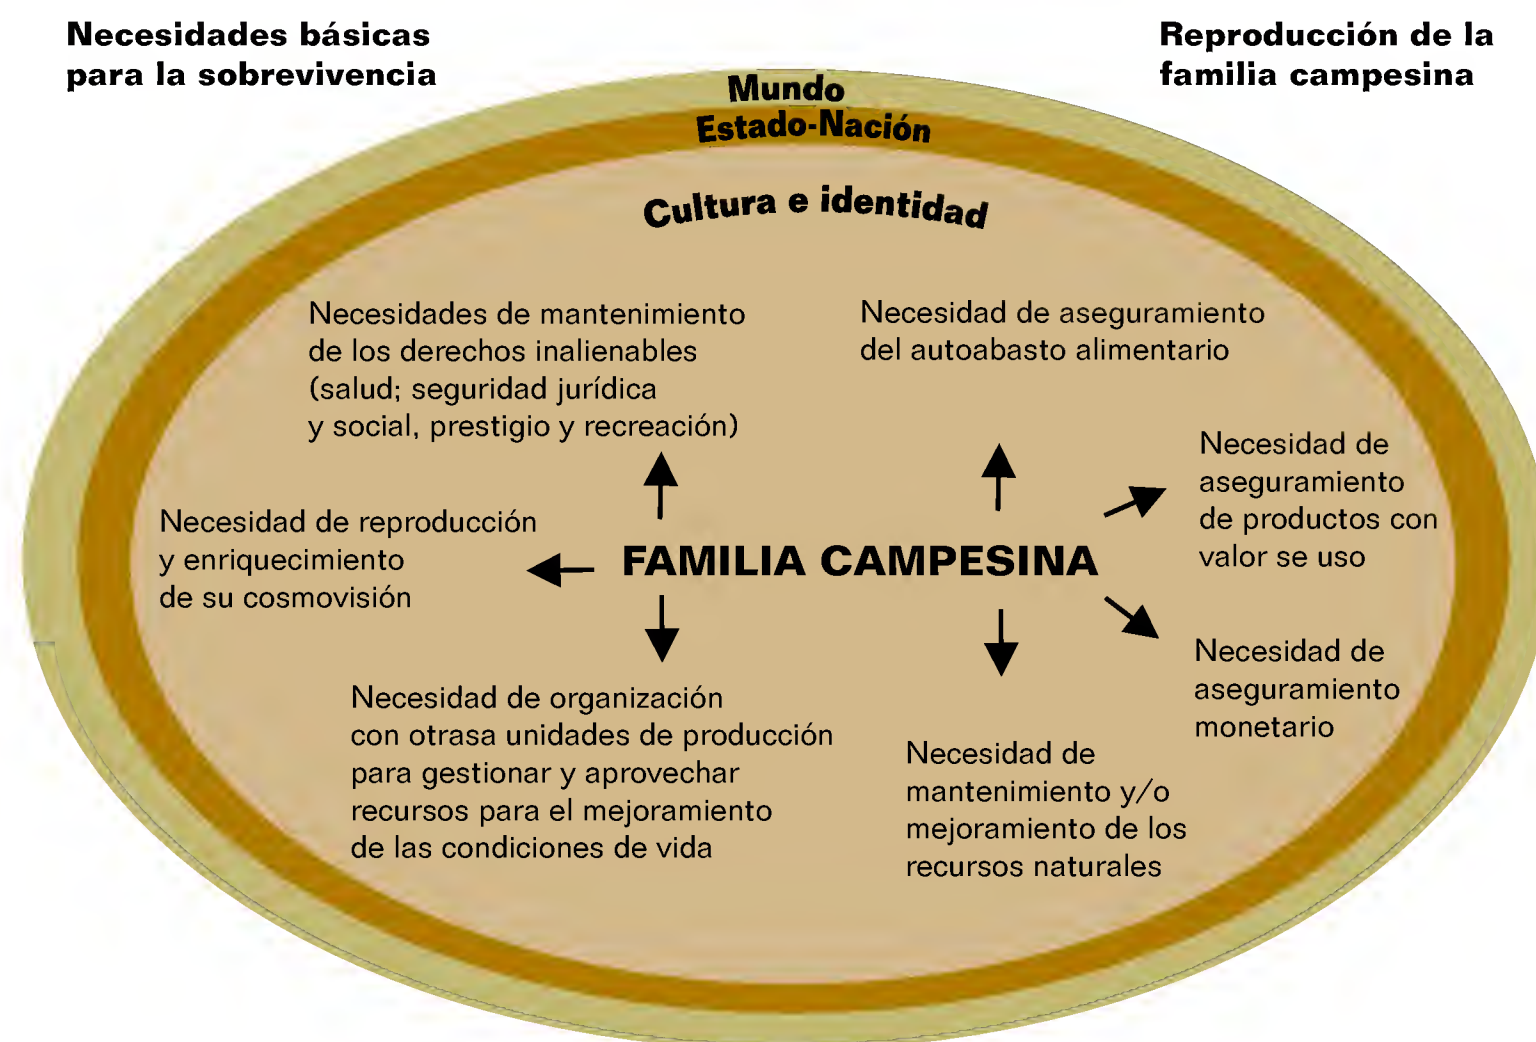 Necesidades básicas
para la sobrevivencia
Reproducción de la
familia campesina
Mundo
Estado-Nación
Cultura e identidad
Necesidades de mantenimiento
de los derechos inalienables
(salud; seguridad jurídica
y social, prestigio y recreación)
Necesidad de aseguramiento
del autoabasto alimentario
Necesidad de
aseguramiento
de productos con
valor se uso
Necesidad de reproducción
y enriquecimiento
de su cosmovisión
FAMILIA CAMPESINA
Necesidad de
aseguramiento
monetario
Necesidad de organización
con otrasa unidades de producción
para gestionar y aprovechar
recursos para el mejoramiento
de las condiciones de vida
Necesidad de
mantenimiento y/o
mejoramiento de los
recursos naturales